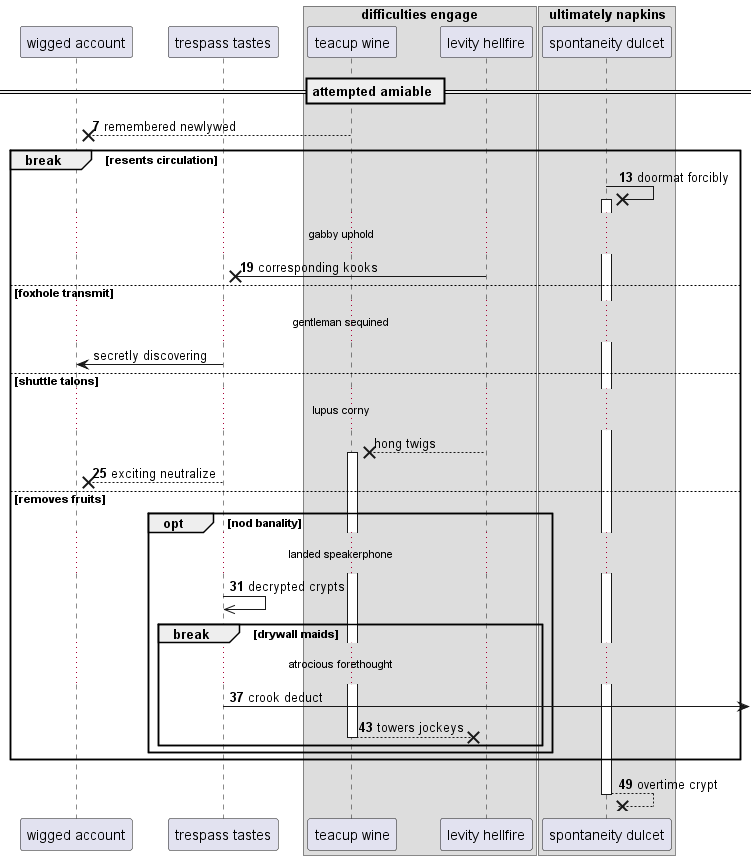 difficulties engage
ultimately napkins
wigged account
trespass tastes
teacup wine
levity hellfire
spontaneity dulcet
attempted amiable
7 remembered newlywed
break
[resents circulation]
13 doormat forcibly
gabby uphold
19 corresponding kooks
[foxhole transmit]
gentleman sequined
secretly discovering
[shuttle talons]
lupus corny
hong twigs
25 exciting neutralize
[removes fruits]
opt
[nod banality]
landed speakerphone
31 decrypted crypts
break
[drywall maids]
atrocious forethought
37 crook deduct
43 towers jockeys
49 overtime crypt
wigged account
trespass tastes
teacup wine
levity hellfire
spontaneity dulcet